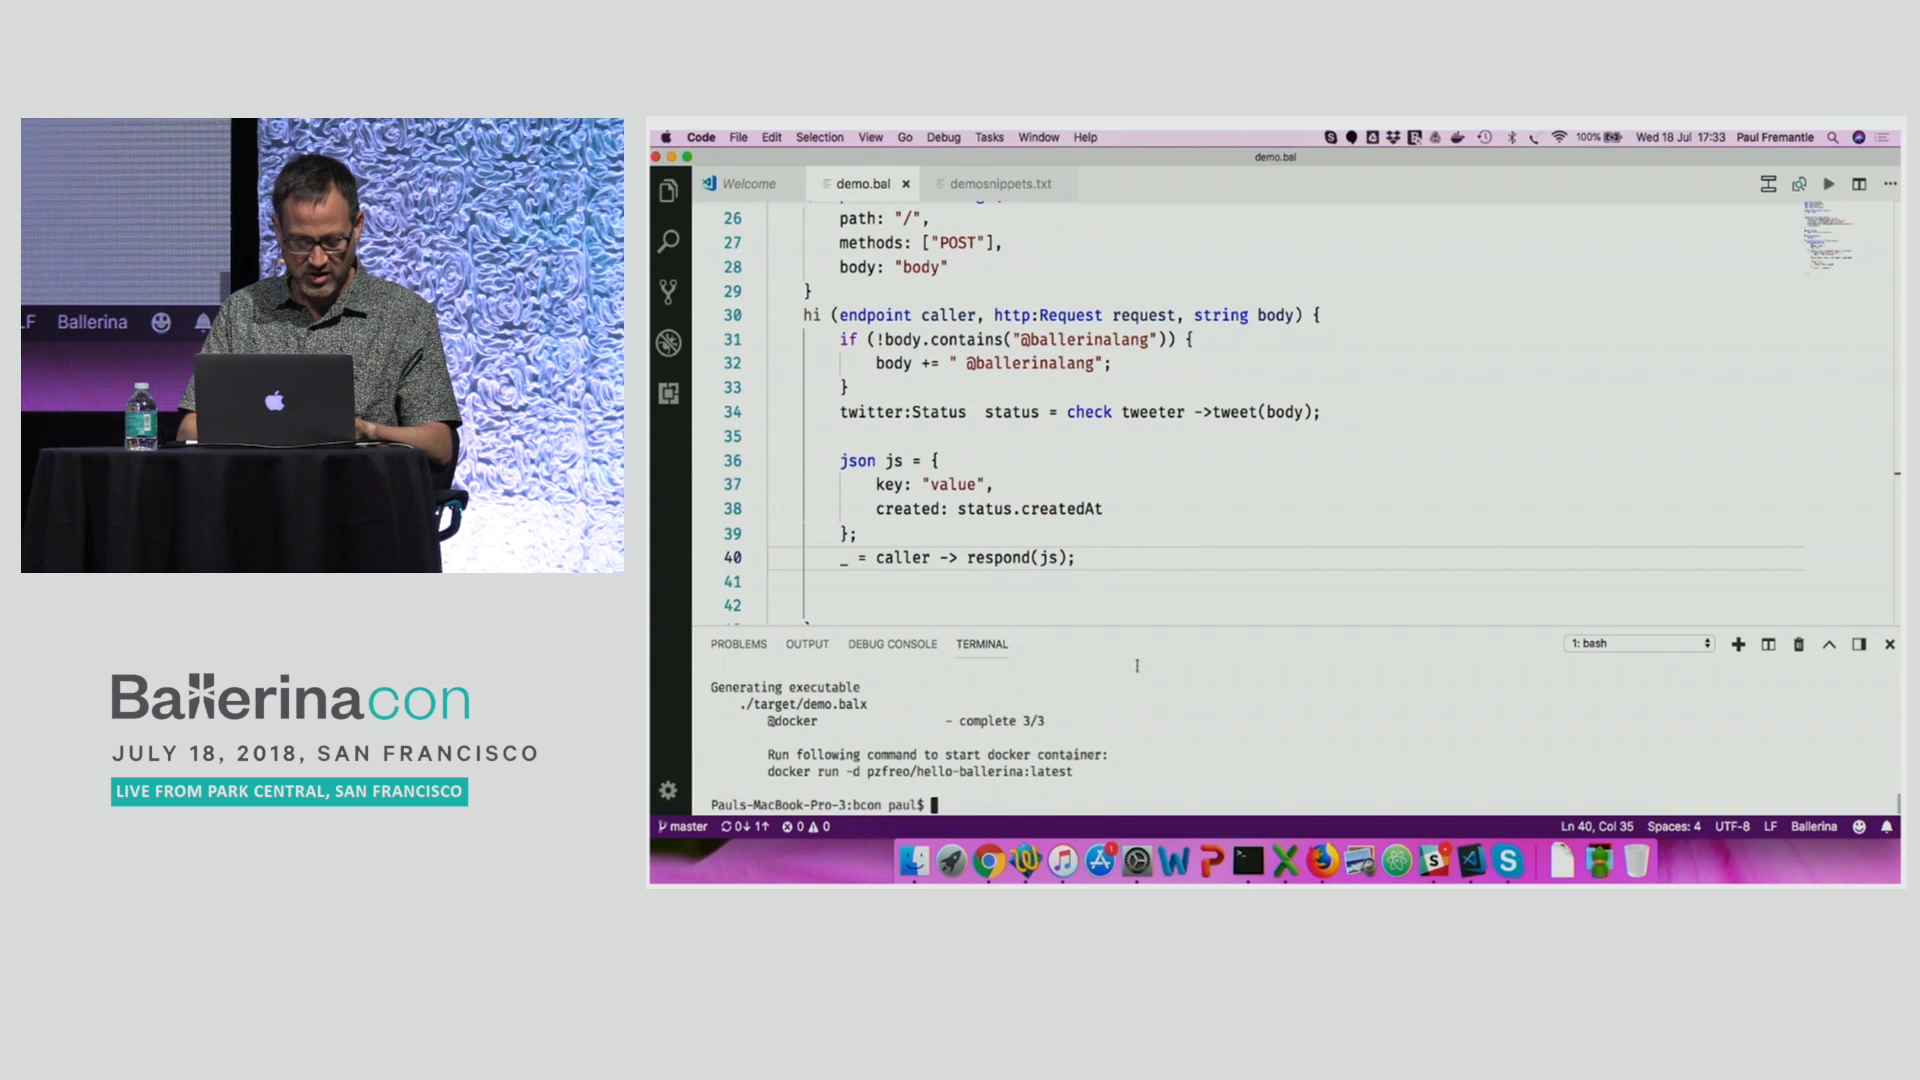 LF Ballerina
Ballerinacon
JULY 18, 2018, SAN FRANCISCO
LIVE FROM PARK CENTRAL, SAN FRANCISCO
Code File Edit Selection View Go Debug Tasks Window Help
100% Wed 18 Jul 17:33 Paul Fremantle
demo.bal
Welcome
demo.bal
demosnippets.txt
26 path: "/",
27 methods: ["POST"],
28 body: "body"
29 }
30 hi (endpoint caller, http:Request request, string body) {
31 if (!body.contains("@ballerinalang")) {
32 body += " @ballerinalang";
33 }
34 twitter:Status  status = check tweeter ->tweet(body);
35
36 json js = {
37 key: "value",
38 created: status.createdAt
39 };
40 _ = caller -> respond(js);
41
42
PROBLEMS OUTPUT DEBUG CONSOLE TERMINAL
1: bash
Generating executable
./target/demo.balx
@docker - complete 3/3
Run following command to start docker container:
docker run -d pzfreo/hello-ballerina:latest
Pauls-MacBook-Pro-3:bcon paul$
master 0↓ 1↑ 0 0
Ln 40, Col 35 Spaces: 4 UTF-8 LF Ballerina